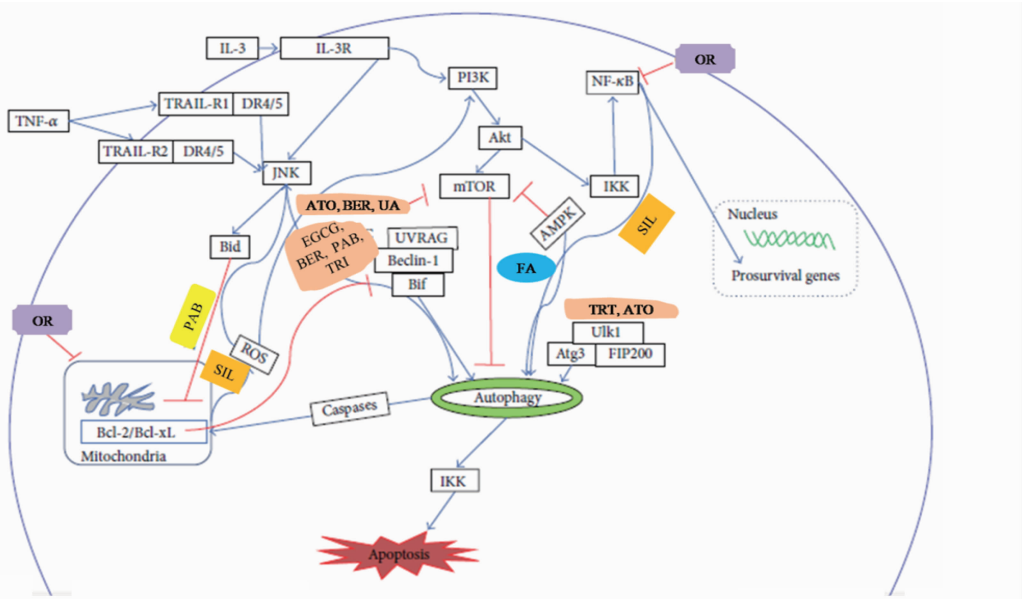 IL-3
IL-3R
OR
PI3K
NF-κB
TRAIL-R1 DR4/5
TNF-α
Akt
TRAIL-R2 DR4/5
JNK
mTOR
IKK
ATO, BER, UA
AMPK
SIL
Nucleus
Prosurvival genes
Bid
EGCG,
BER, PAB,
TRI
UVRAG
Beclin-1
Bif
FA
PAB
OR
TRT, ATO
Ulk1
Atg3 FIP200
ROS
SIL
Autophagy
Caspases
Bcl-2/Bcl-xL
Mitochondria
IKK
Apoptosis